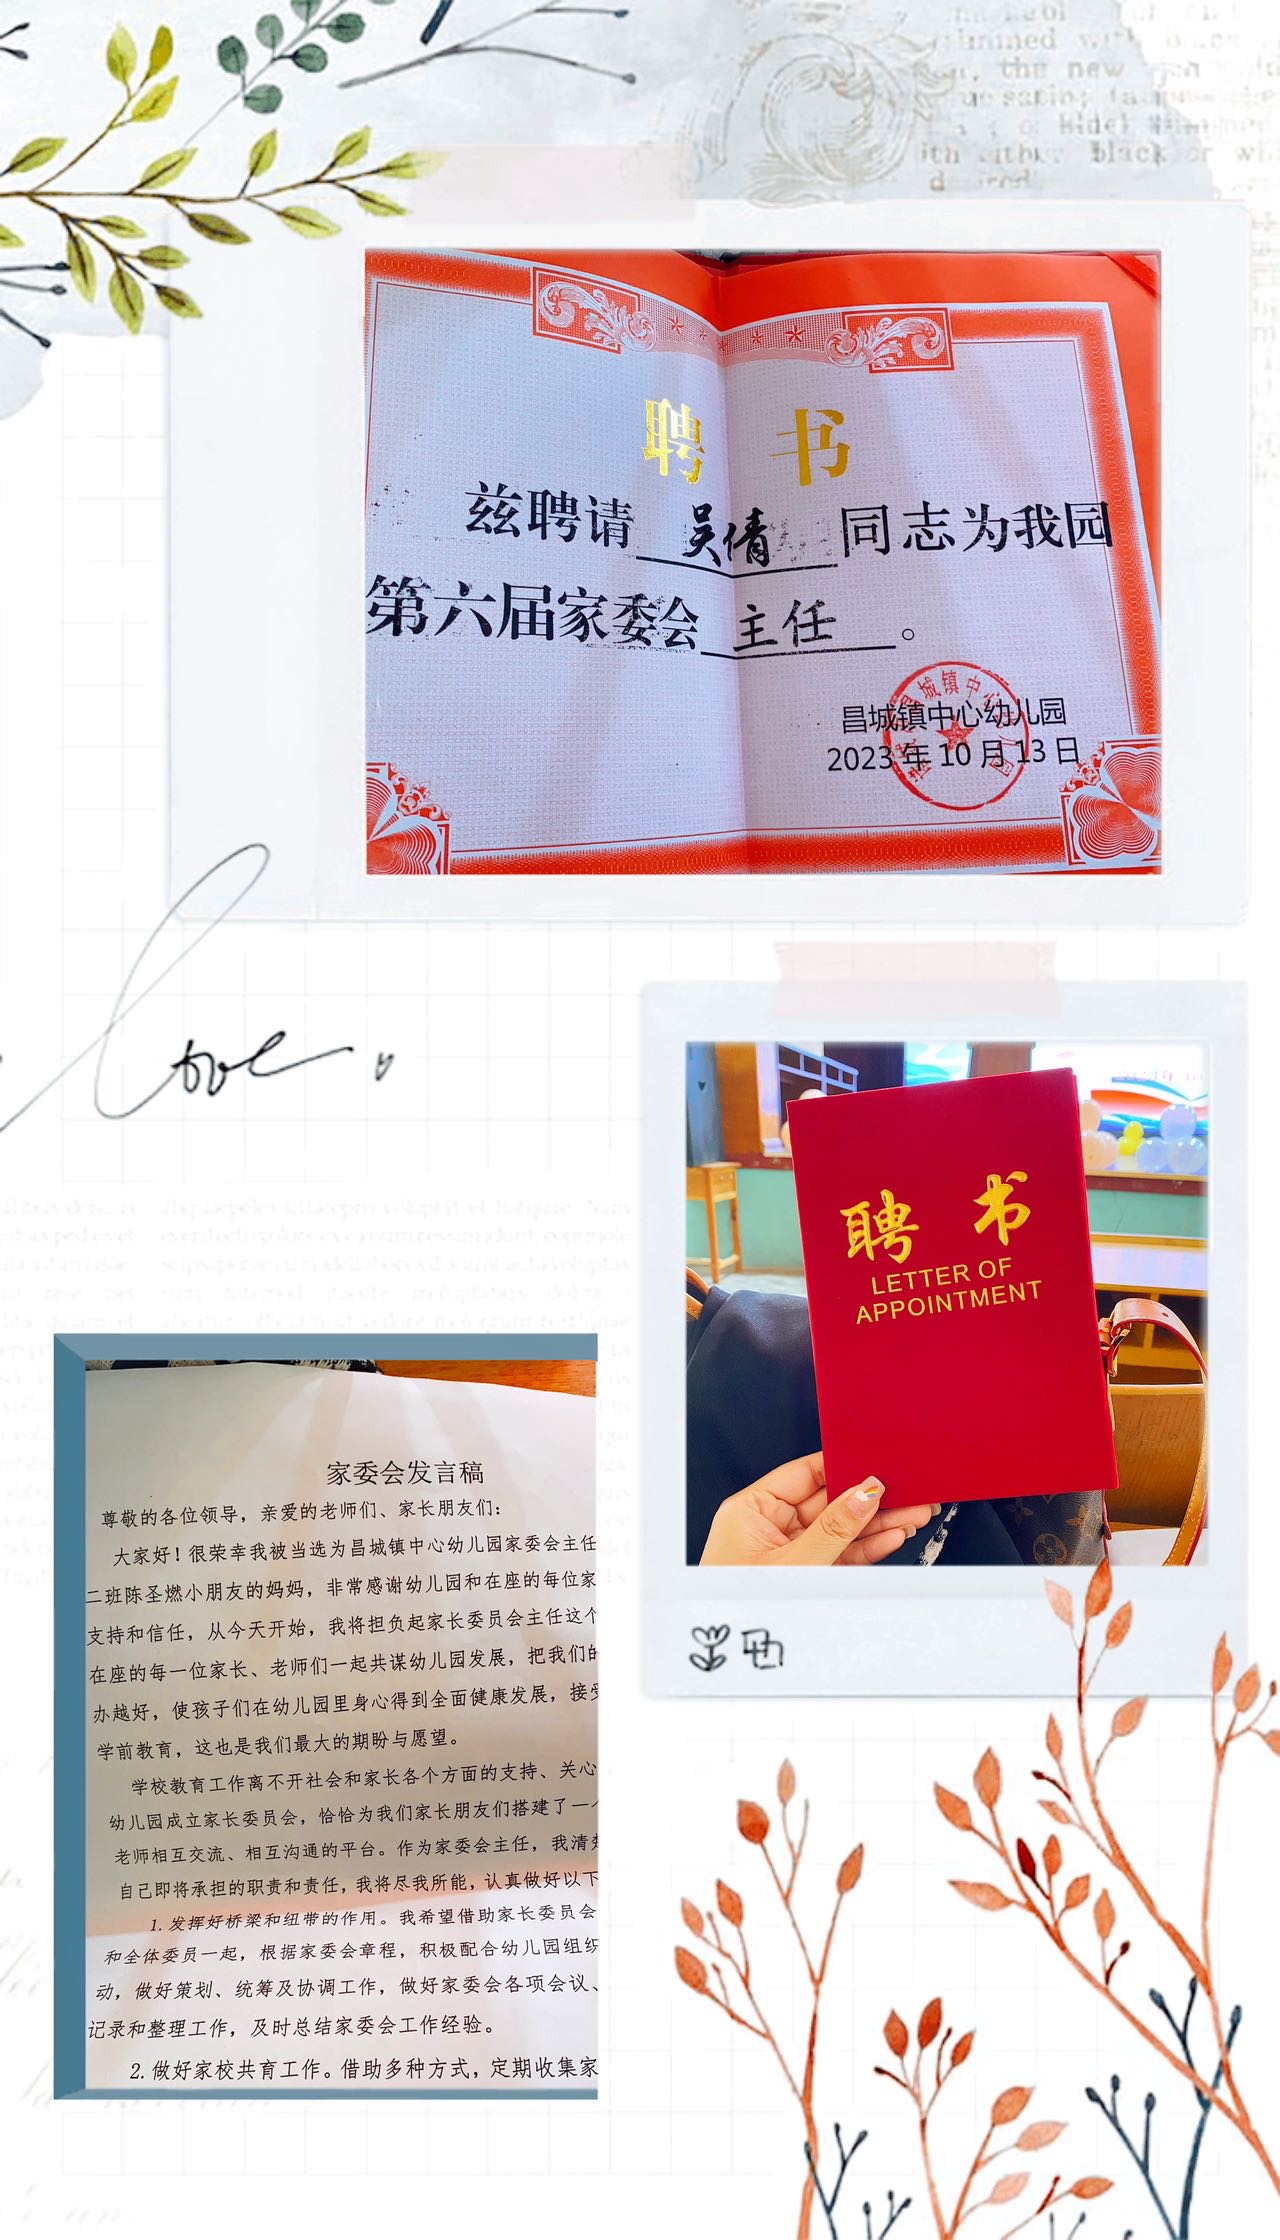 聘 书
兹聘请 吴倩 同志为我园
第六届家委会 主任 。
昌城镇中心幼儿园
2023 年 10 月 13 日
love
聘 书
LETTER OF
APPOINTMENT
家委会发言稿
尊敬的各位领导，亲爱的老师们、家长朋友们：
大家好！很荣幸我被当选为昌城镇中心幼儿园家委会主任
二班陈圣燃小朋友的妈妈，非常感谢幼儿园和在座的每位家
支持和信任，从今天开始，我将担负起家长委员会主任这个
在座的每一位家长、老师们一起共谋幼儿园发展，把我们的
办越好，使孩子们在幼儿园里身心得到全面健康发展，接受
学前教育，这也是我们最大的期盼与愿望。
学校教育工作离不开社会和家长各个方面的支持、关心
幼儿园成立家长委员会，恰恰为我们家长朋友们搭建了一个
老师相互交流、相互沟通的平台。作为家委会主任，我清楚
自己即将承担的职责和责任，我将尽我所能，认真做好以下
1.发挥好桥梁和纽带的作用。我希望借助家长委员会
和全体委员一起，根据家委会章程，积极配合幼儿园组织
动，做好策划、统筹及协调工作，做好家委会各项会议、
记录和整理工作，及时总结家委会工作经验。
2.做好家校共育工作。借助多种方式，定期收集家